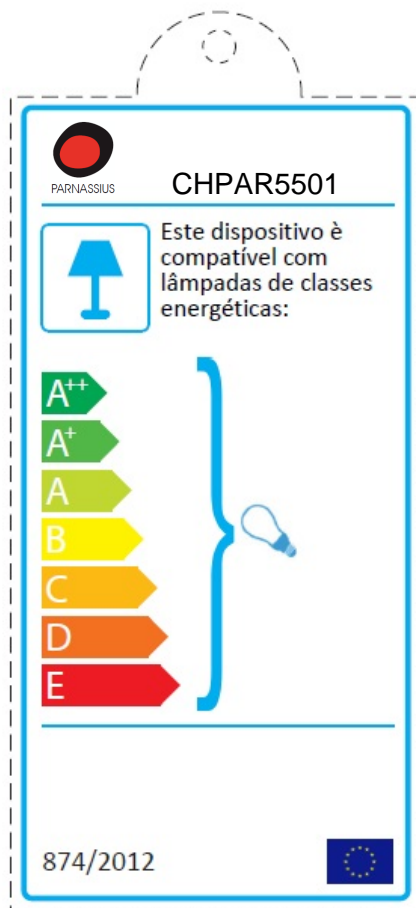 PARNASSIUS
CHPAR5501
Este dispositivo è
compatível com
lâmpadas de classes
energéticas:
A++
A+
A
B
C
D
E
874/2012